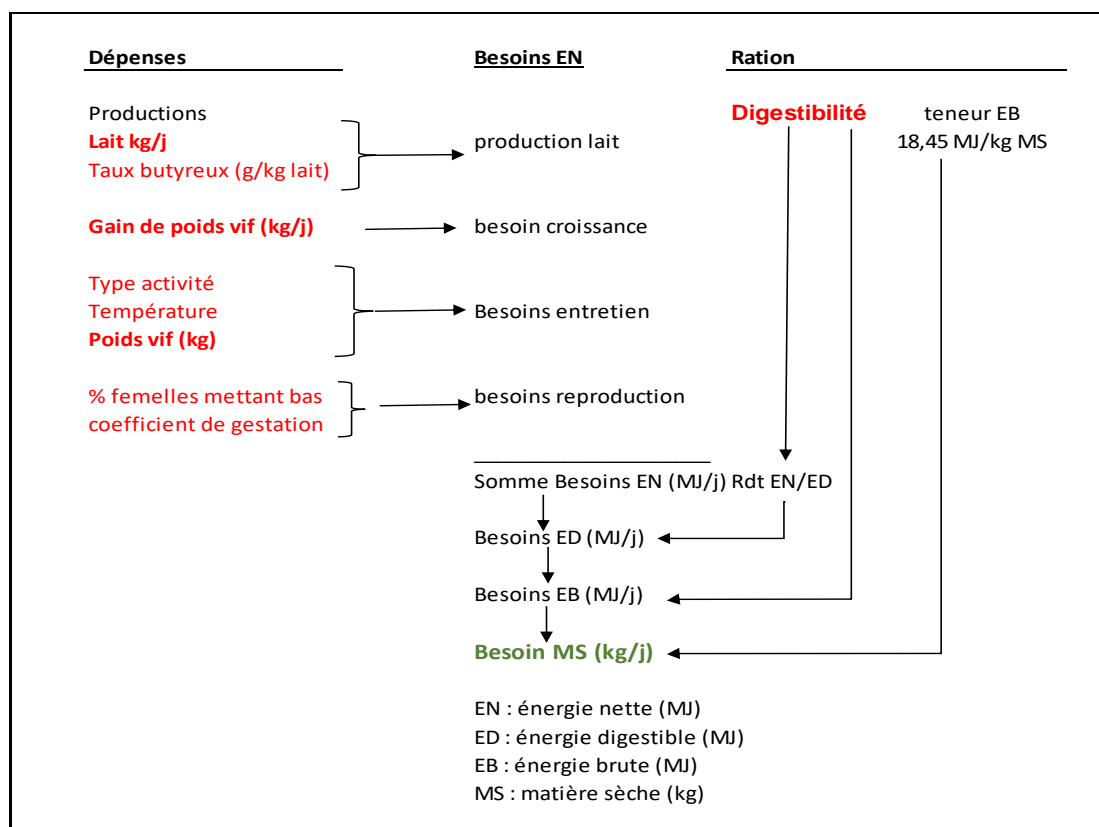 Dépenses
Besoins EN
Ration
Productions
Lait kg/j
Taux butyreux (g/kg lait)
production lait
Digestibilité
teneur EB
18,45 MJ/kg MS
Gain de poids vif (kg/j)
besoin croissance
Type activité
Température
Poids vif (kg)
Besoins entretien
% femelles mettant bas
coefficient de gestation
besoins reproduction
Somme Besoins EN (MJ/j) Rdt EN/ED
Besoins ED (MJ/j)
Besoins EB (MJ/j)
Besoin MS (kg/j)
EN : énergie nette (MJ)
ED : énergie digestible (MJ)
EB : énergie brute (MJ)
MS : matière sèche (kg)